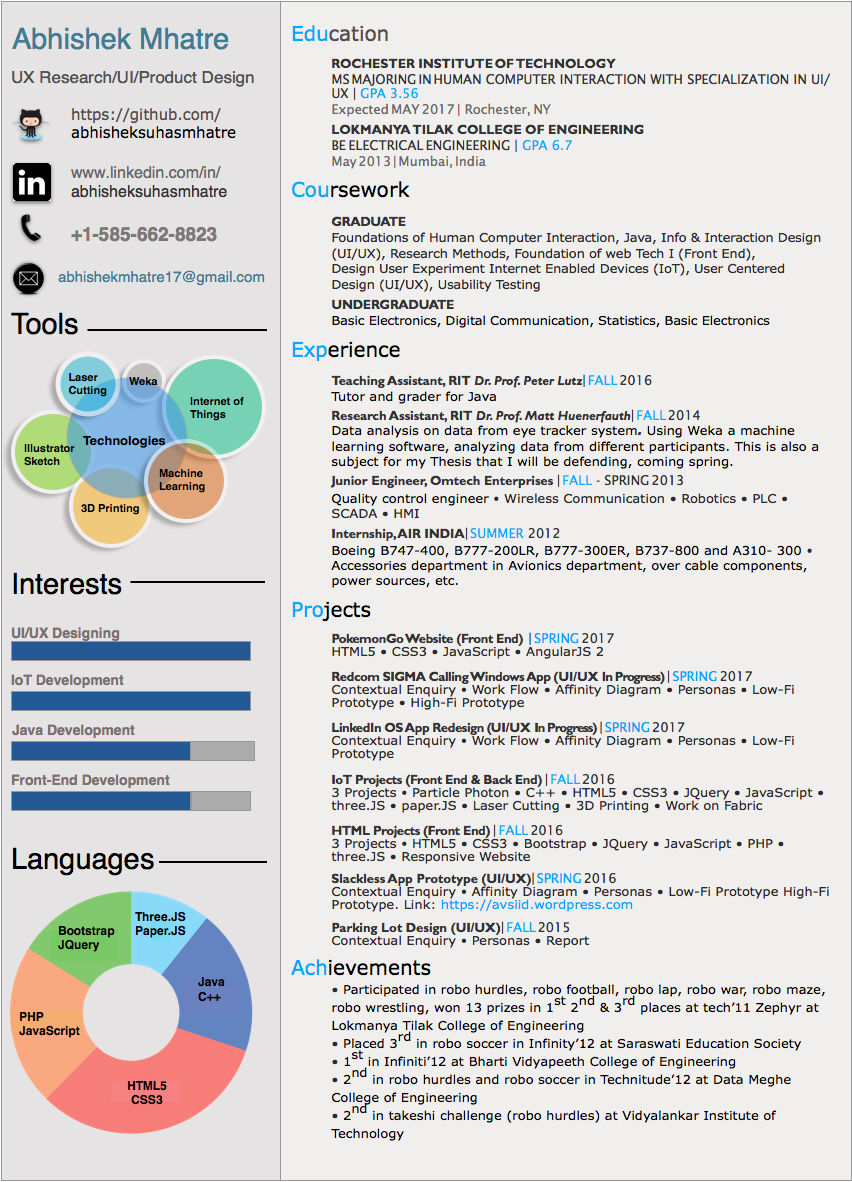 Abhishek Mhatre
UX Research/UI/Product Design
https://github.com/
abhisheksuhasmhatre
www.linkedin.com/in/
abhisheksuhasmhatre
in
+1-585-662-8823
abhishekmhatre17@gmail.com
Tools
Laser
Cutting
Weka
Internet of
Things
Technologies
Illustrator
Sketch
Machine
Learning
3D Printing
Interests
UI/UX Designing
IoT Development
Java Development
Front-End Development
Languages
Three.JS
Paper.JS
Bootstrap
JQuery
Java
C++
PHP
JavaScript
HTML5
CSS3
Education
ROCHESTER INSTITUTE OF TECHNOLOGY
MS MAJORING IN HUMAN COMPUTER INTERACTION WITH SPECIALIZATION IN UI/
UX | GPA 3.56
Expected MAY 2017 | Rochester, NY
LOKMANYA TILAK COLLEGE OF ENGINEERING
BE ELECTRICAL ENGINEERING | GPA 6.7
May 2013 | Mumbai, India
Coursework
GRADUATE
Foundations of Human Computer Interaction, Java, Info & Interaction Design
(UI/UX), Research Methods, Foundation of web Tech I (Front End),
Design User Experiment Internet Enabled Devices (IoT), User Centered
Design (UI/UX), Usability Testing
UNDERGRADUATE
Basic Electronics, Digital Communication, Statistics, Basic Electronics
Experience
Teaching Assistant, RIT Dr. Prof. Peter Lutz| FALL 2016
Tutor and grader for Java
Research Assistant, RIT Dr. Prof. Matt Huenerfauth| FALL 2014
Data analysis on data from eye tracker system. Using Weka a machine
learning software, analyzing data from different participants. This is also a
subject for my Thesis that I will be defending, coming spring.
Junior Engineer, Omtech Enterprises | FALL - SPRING 2013
Quality control engineer • Wireless Communication • Robotics • PLC •
SCADA • HMI
Internship, AIR INDIA| SUMMER 2012
Boeing B747-400, B777-200LR, B777-300ER, B737-800 and A310- 300 •
Accessories department in Avionics department, over cable components,
power sources, etc.
Projects
PokemonGo Website (Front End) | SPRING 2017
HTML5 • CSS3 • JavaScript • AngularJS 2
Redcom SIGMA Calling Windows App (UI/UX In Progress) | SPRING 2017
Contextual Enquiry • Work Flow • Affinity Diagram • Personas • Low-Fi
Prototype • High-Fi Prototype
LinkedIn OS App Redesign (UI/UX In Progress) | SPRING 2017
Contextual Enquiry • Work Flow • Affinity Diagram • Personas • Low-Fi
Prototype
IoT Projects (Front End & Back End) | FALL 2016
3 Projects • Particle Photon • C++ • HTML5 • CSS3 • JQuery • JavaScript •
three.JS • paper.JS • Laser Cutting • 3D Printing • Work on Fabric
HTML Projects (Front End) | FALL 2016
3 Projects • HTML5 • CSS3 • Bootstrap • JQuery • JavaScript • PHP •
three.JS • Responsive Website
Slackless App Prototype (UI/UX)| SPRING 2016
Contextual Enquiry • Affinity Diagram • Personas • Low-Fi Prototype High-Fi
Prototype. Link: https://avsiid.wordpress.com
Parking Lot Design (UI/UX)| FALL 2015
Contextual Enquiry • Personas • Report
Achievements
• Participated in robo hurdles, robo football, robo lap, robo war, robo maze,
robo wrestling, won 13 prizes in 1st 2nd & 3rd places at tech’11 Zephyr at
Lokmanya Tilak College of Engineering
• Placed 3rd in robo soccer in Infinity’12 at Saraswati Education Society
• 1st in Infiniti’12 at Bharti Vidyapeeth College of Engineering
• 2nd in robo hurdles and robo soccer in Technitude’12 at Data Meghe
College of Engineering
• 2nd in takeshi challenge (robo hurdles) at Vidyalankar Institute of
Technology